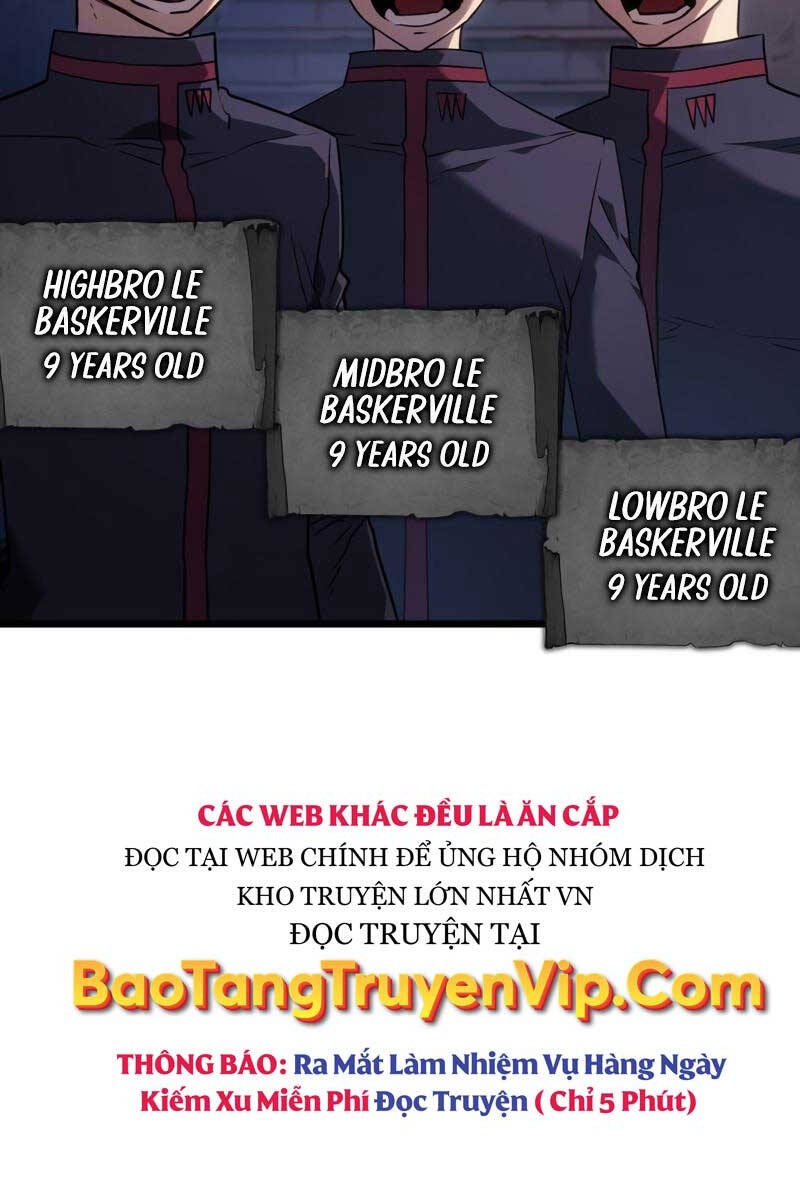 HIGHBRO LE
BASKERVILLE
9 YEARS OLD
MIDBRO LE
BASKERVILLE
9 YEARS OLD
LOWBRO LE
BASKERVILLE
9 YEARS OLD
CÁC WEB KHÁC ĐỀU LÀ ĂN CẮP
ĐỌC TẠI WEB CHÍNH ĐỂ ỦNG HỘ NHÓM DỊCH
KHO TRUYỆN LỚN NHẤT VN
ĐỌC TRUYỆN TẠI
BaoTangTruyenVip.Com
THÔNG BÁO: Ra Mắt Làm Nhiệm Vụ Hàng Ngày
Kiếm Xu Miễn Phí Đọc Truyện ( Chỉ 5 Phút)